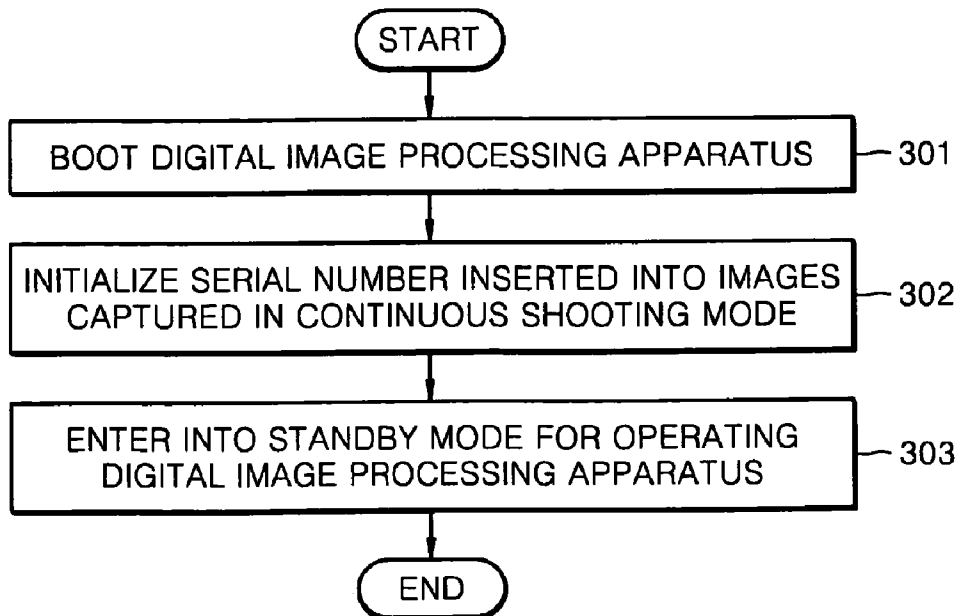 START
BOOT DIGITAL IMAGE PROCESSING APPARATUS
301
INITIALIZE SERIAL NUMBER INSERTED INTO IMAGES
CAPTURED IN CONTINUOUS SHOOTING MODE
302
ENTER INTO STANDBY MODE FOR OPERATING
DIGITAL IMAGE PROCESSING APPARATUS
303
END